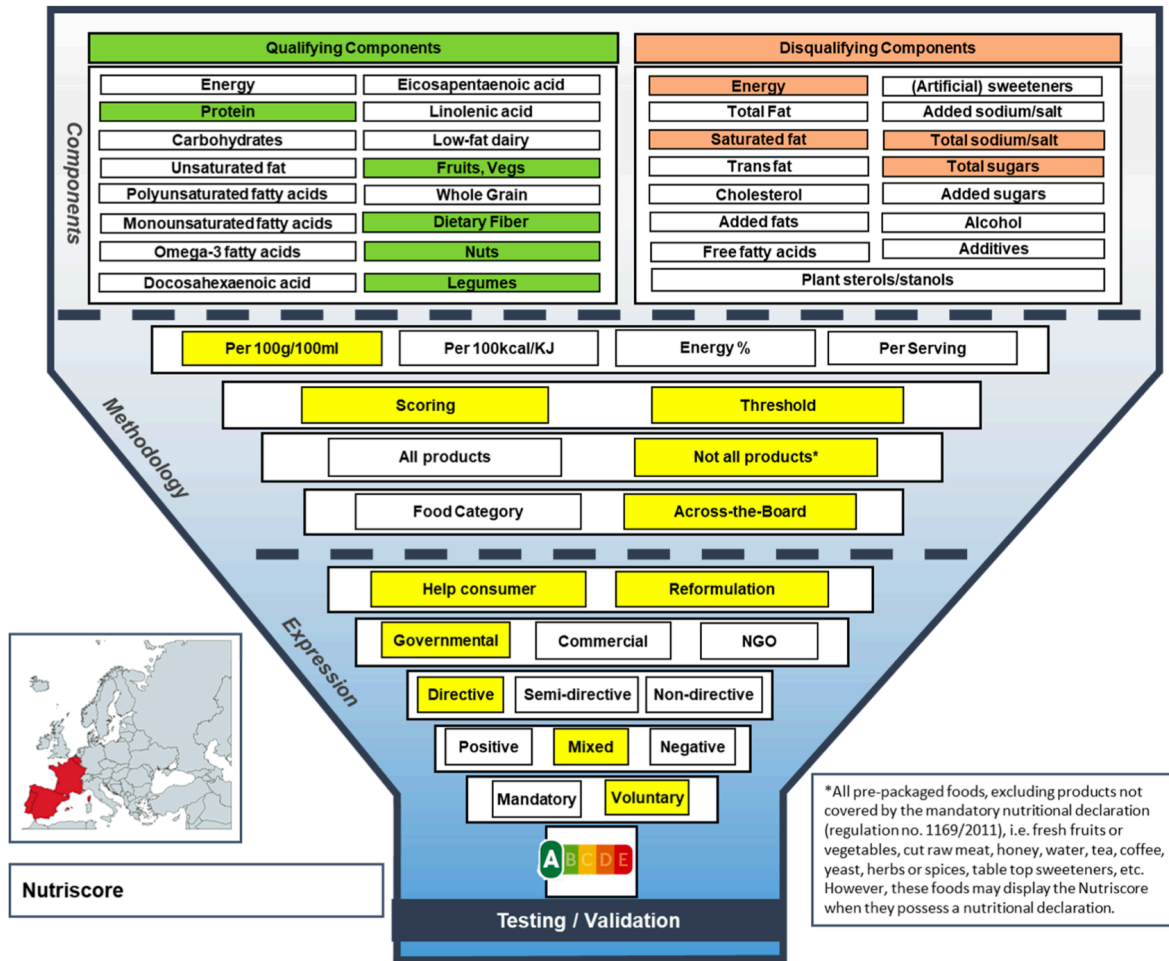 Qualifying Components
Disqualifying Components
Components
Energy
Eicosapentaenoic acid
Protein
Linolenic acid
Carbohydrates
Low-fat dairy
Unsaturated fat
Fruits, Vegs
Polyunsaturated fatty acids
Whole Grain
Monounsaturated fatty acids
Dietary Fiber
Omega-3 fatty acids
Nuts
Docosahexaenoic acid
Legumes
Energy
(Artificial) sweeteners
Total Fat
Added sodium/salt
Saturated fat
Total sodium/salt
Trans fat
Total sugars
Cholesterol
Added sugars
Added fats
Alcohol
Free fatty acids
Additives
Plant sterols/stanols
Methodology
Per 100g/100ml
Per 100kcal/KJ
Energy %
Per Serving
Scoring
Threshold
All products
Not all products*
Food Category
Across-the-Board
Expression
Help consumer
Reformulation
Governmental
Commercial
NGO
Directive
Semi-directive
Non-directive
Positive
Mixed
Negative
Mandatory
Voluntary
A B C D E
Testing / Validation
Nutriscore
*All pre-packaged foods, excluding products not
covered by the mandatory nutritional declaration
(regulation no. 1169/2011), i.e. fresh fruits or
vegetables, cut raw meat, honey, water, tea, coffee,
yeast, herbs or spices, table top sweeteners, etc.
However, these foods may display the Nutriscore
when they possess a nutritional declaration.